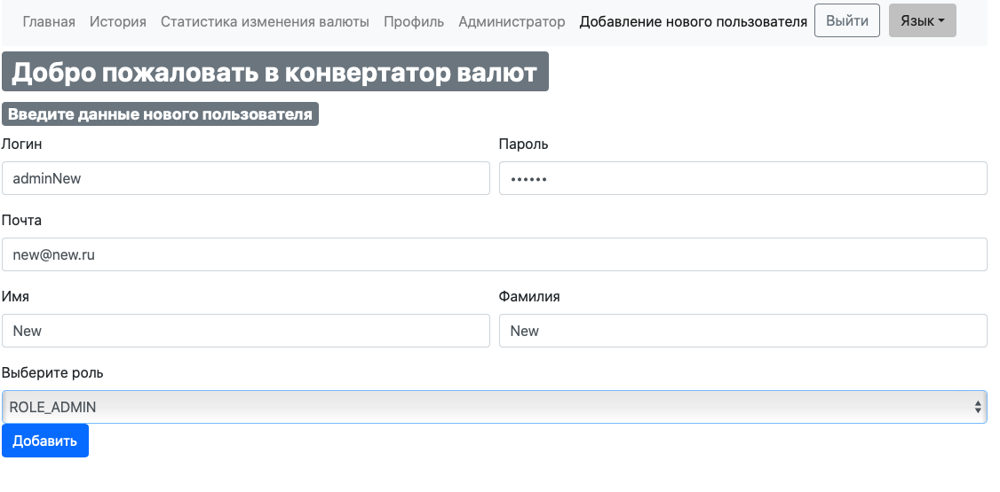 Главная История Статистика изменения валюты Профиль Администратор Добавление нового пользователя Выйти Язык
Добро пожаловать в конвертатор валют
Введите данные нового пользователя
Логин Пароль
adminNew ••••••
Почта
new@new.ru
Имя Фамилия
New New
Выберите роль
ROLE_ADMIN
Добавить